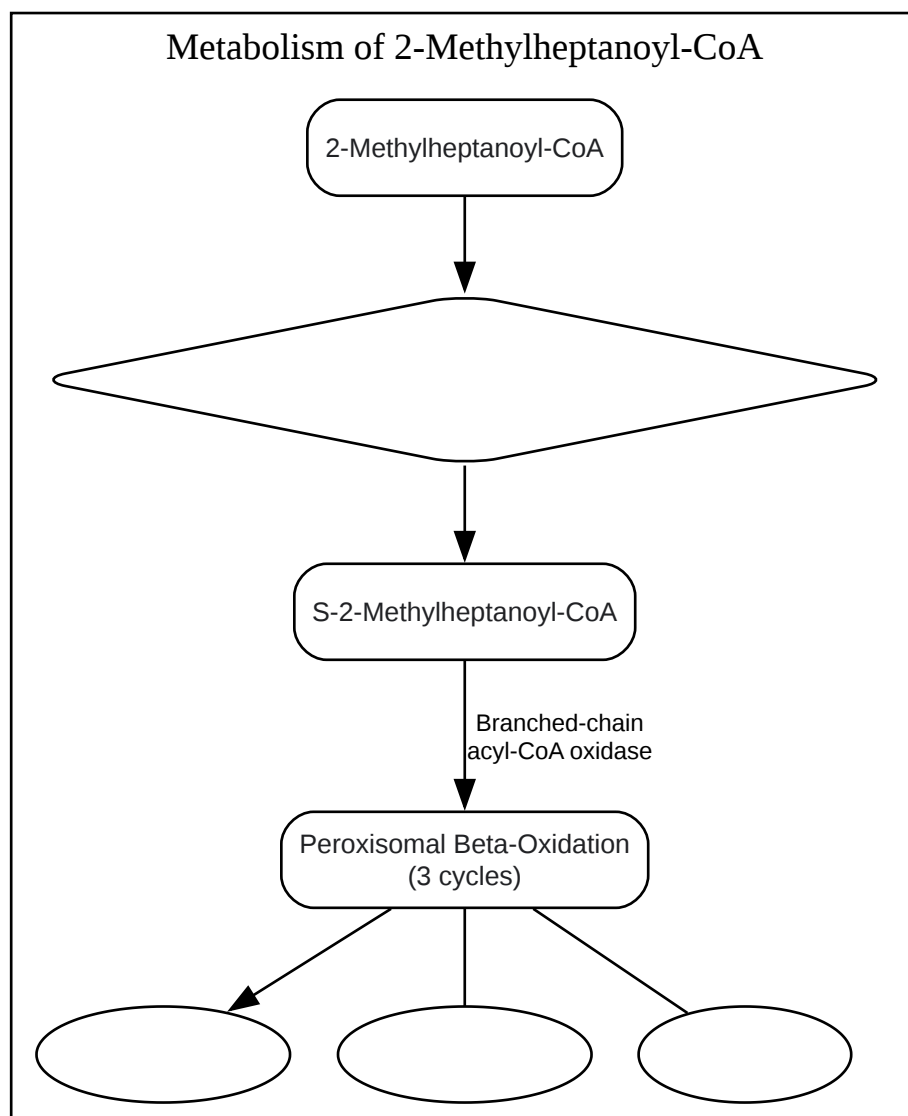 Metabolism of 2-Methylheptanoyl-CoA
2-Methylheptanoyl-CoA
S-2-Methylheptanoyl-CoA
Branched-chain
acyl-CoA oxidase
Peroxisomal Beta-Oxidation
(3 cycles)